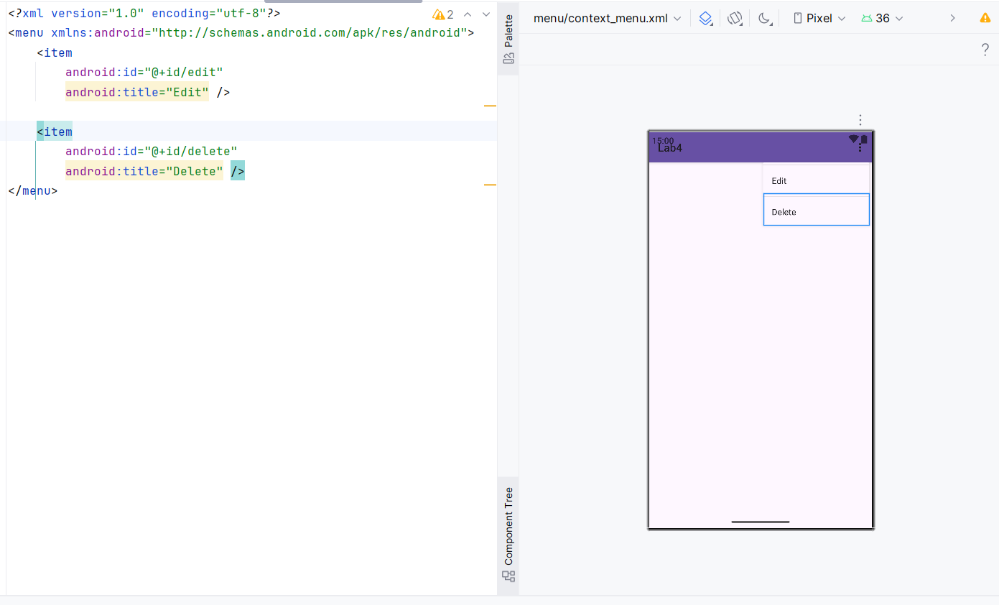 <?xml version="1.0" encoding="utf-8"?>
2
<menu xmlns:android="http://schemas.android.com/apk/res/android">
<item
android:id="@+id/edit"
android:title="Edit" />
<item
android:id="@+id/delete"
android:title="Delete" />
</menu>
Palette
Component Tree
menu/context_menu.xml
Pixel
36
?
15:00
Lab4
Edit
Delete